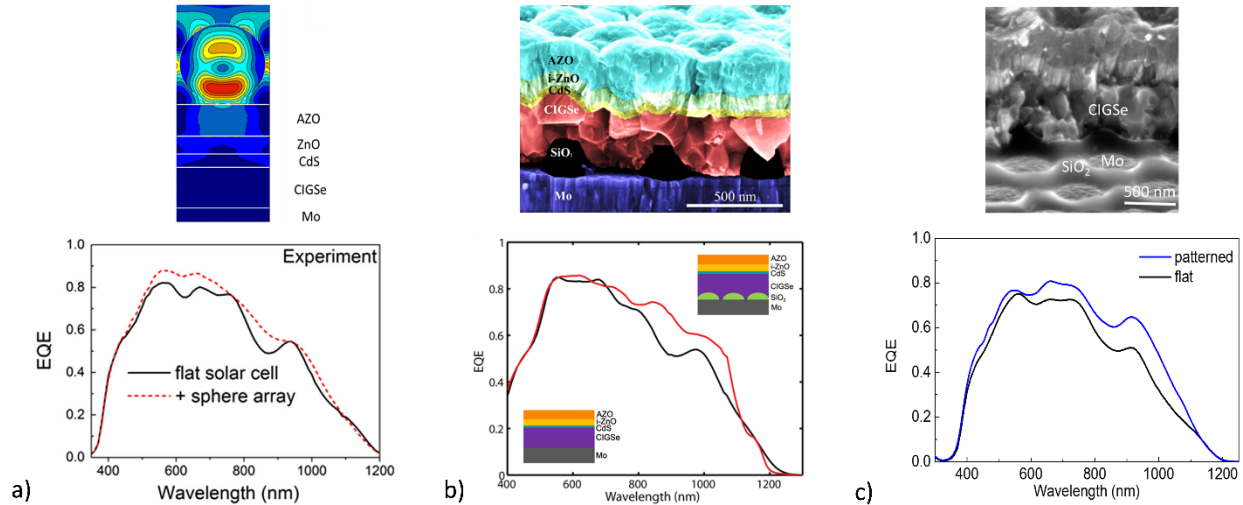 AZO
ZnO
CdS
CIGSe
Mo
1.0
0.8
0.6
0.4
0.2
0.0
EQE
Experiment
flat solar cell
+ sphere array
400
600
800
1000
1200
Wavelength (nm)
a)
AZO
i-ZnO
CdS
CIGSe
SiO₂
Mo
500 nm
1
0.8
0.6
0.4
0.2
0
EQE
AZO
i-ZnO
CdS
CIGSe
SiO₂
Mo
AZO
i-ZnO
CdS
CIGSe
Mo
400
600
800
1000
1200
Wavelength (nm)
b)
CIGSe
SiO₂
Mo
500 nm
1.0
0.8
0.6
0.4
0.2
0.0
EQE
patterned
flat
400
600
800
1000
1200
Wavelength (nm)
c)